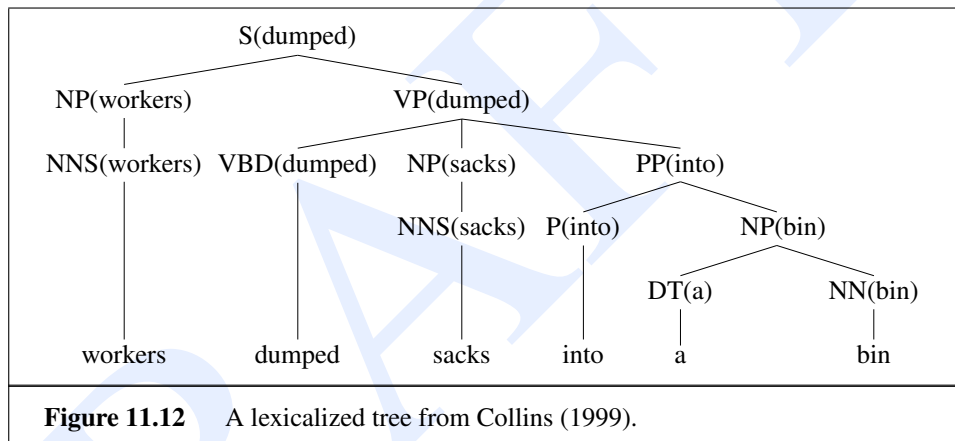 S(dumped)
NP(workers) VP(dumped)
NNS(workers) VBD(dumped) NP(sacks) PP(into)
NNS(sacks) P(into) NP(bin)
DT(a) NN(bin)
workers dumped sacks into a bin
Figure 11.12 A lexicalized tree from Collins (1999).